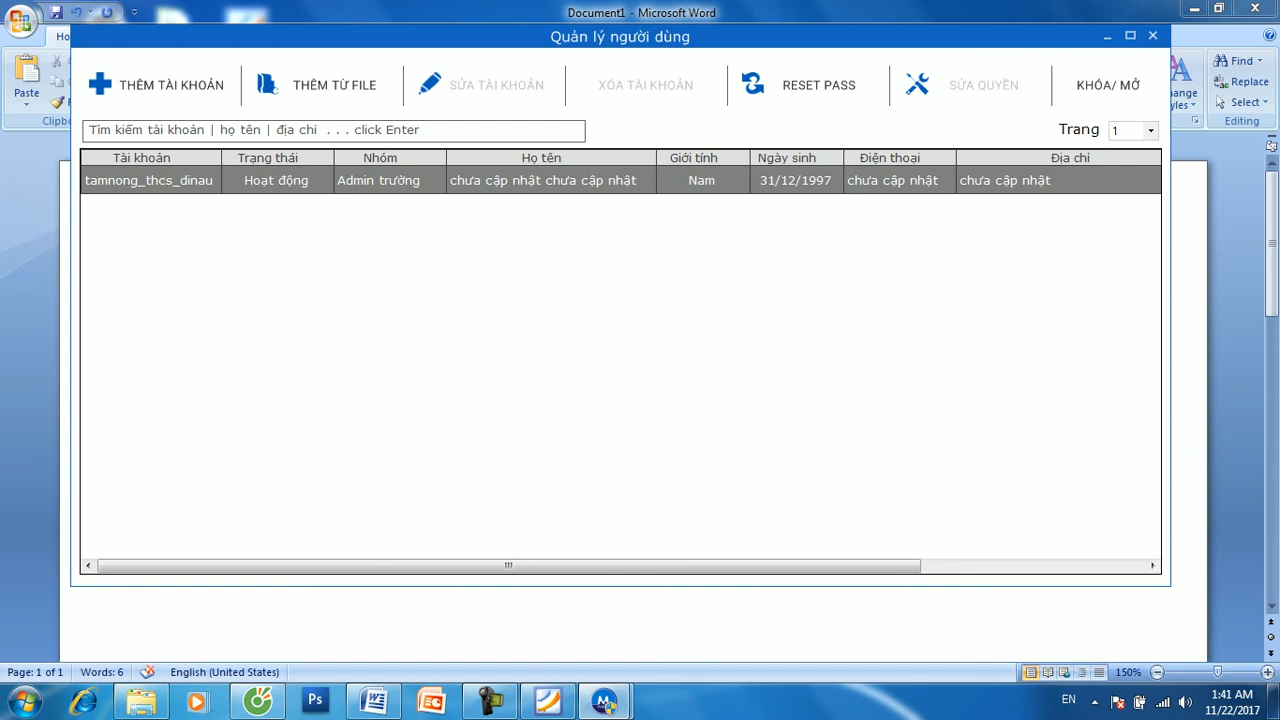 Document1 - Microsoft Word
Ho
Quản lý người dùng
THÊM TÀI KHOẢN
THÊM TỪ FILE
SỬA TÀI KHOẢN
XÓA TÀI KHOẢN
RESET PASS
SỬA QUYỀN
KHÓA/ MỞ
Paste
Clipb
Find
Replace
Select
ange
yles
Editing
Tìm kiếm tài khoản | họ tên | địa chỉ . . . click Enter
Trang 1
Tài khoản Trạng thái Nhóm Họ tên Giới tính Ngày sinh Điện thoại Địa chỉ
tamnong_thcs_dinau Hoạt động Admin trường chưa cập nhật chưa cập nhật Nam 31/12/1997 chưa cập nhật chưa cập nhật
Page: 1 of 1 Words: 6 English (United States) 150%
Ps
EN
1:41 AM
11/22/2017